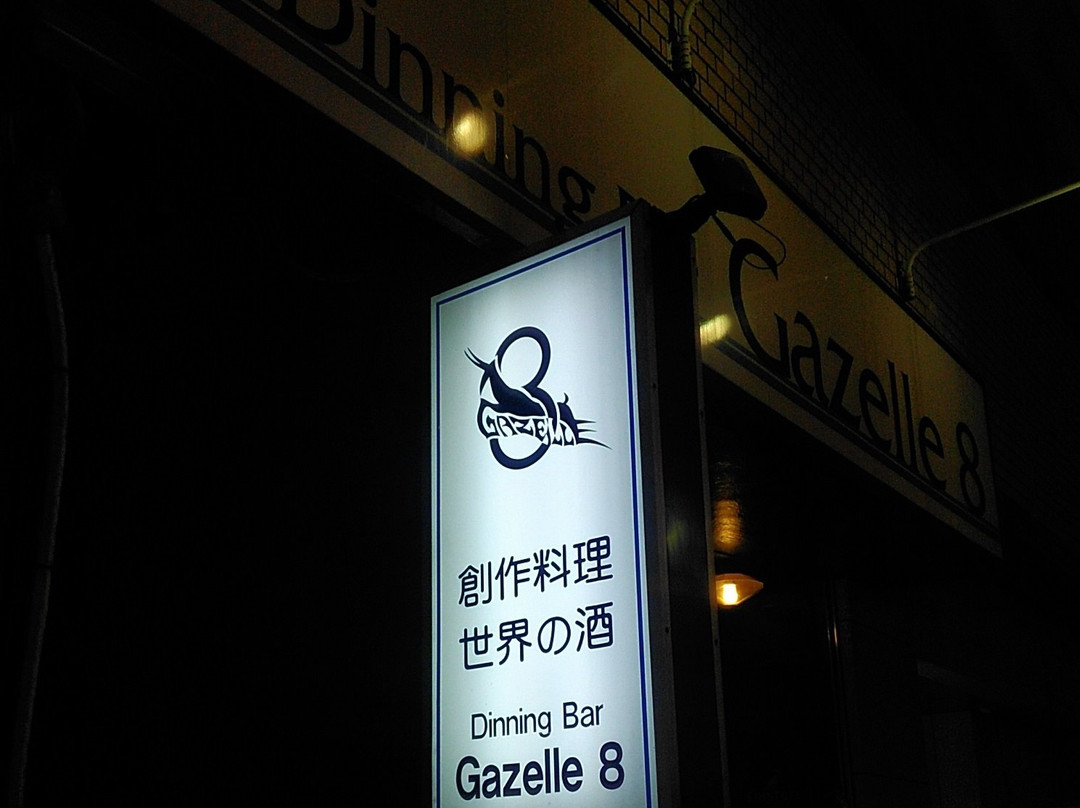 Dinning
Gazelle 8
GAZELLE
創作料理
世界の酒
Dinning Bar
Gazelle 8